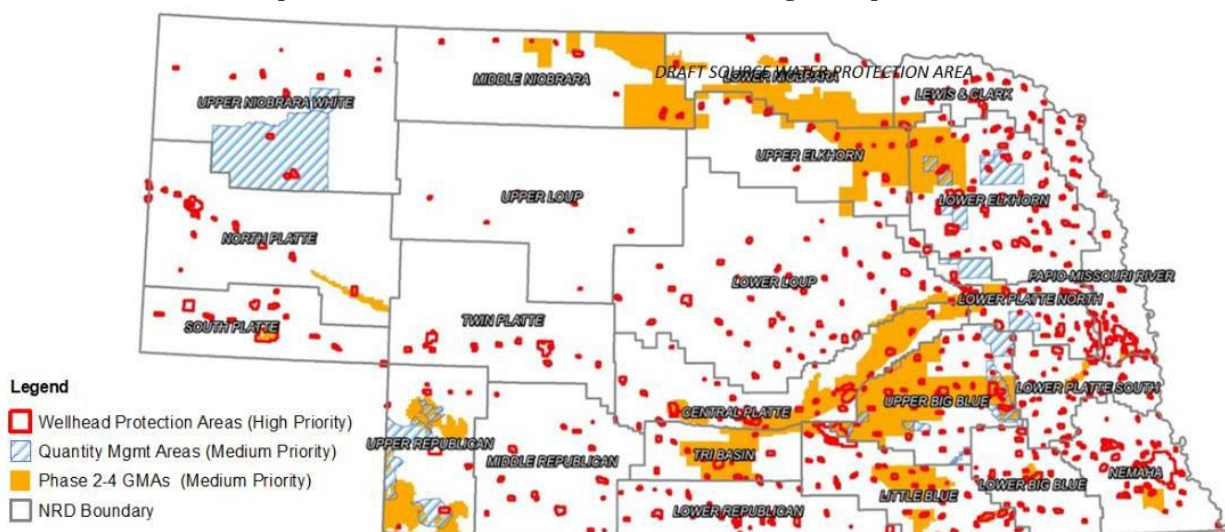 DRAFT SOURCE WATER PROTECTION AREA
MIDDLE NIOBRARA
LOWER NIOBRARA
LEWIS & CLARK
UPPER NIOBRARA WHITE
UPPER ELKHORN
UPPER LOUP
LOWER ELKHORN
NORTH PLATTE
LOWER LOUP
PAPIO-MISSOURI RIVER
LOWER PLATTE NORTH
SOUTH PLATTE
TWIN PLATTE
LOWER PLATTE SOUTH
CENTRAL PLATTE
UPPER BIG BLUE
UPPER REPUBLICAN
TRI BASIN
MIDDLE REPUBLICAN
NEMAHA
LOWER BIG BLUE
LITTLE BLUE
LOWER REPUBLICAN
Legend
Wellhead Protection Areas (High Priority)
Quantity Mgmt Areas (Medium Priority)
Phase 2-4 GMAs (Medium Priority)
NRD Boundary